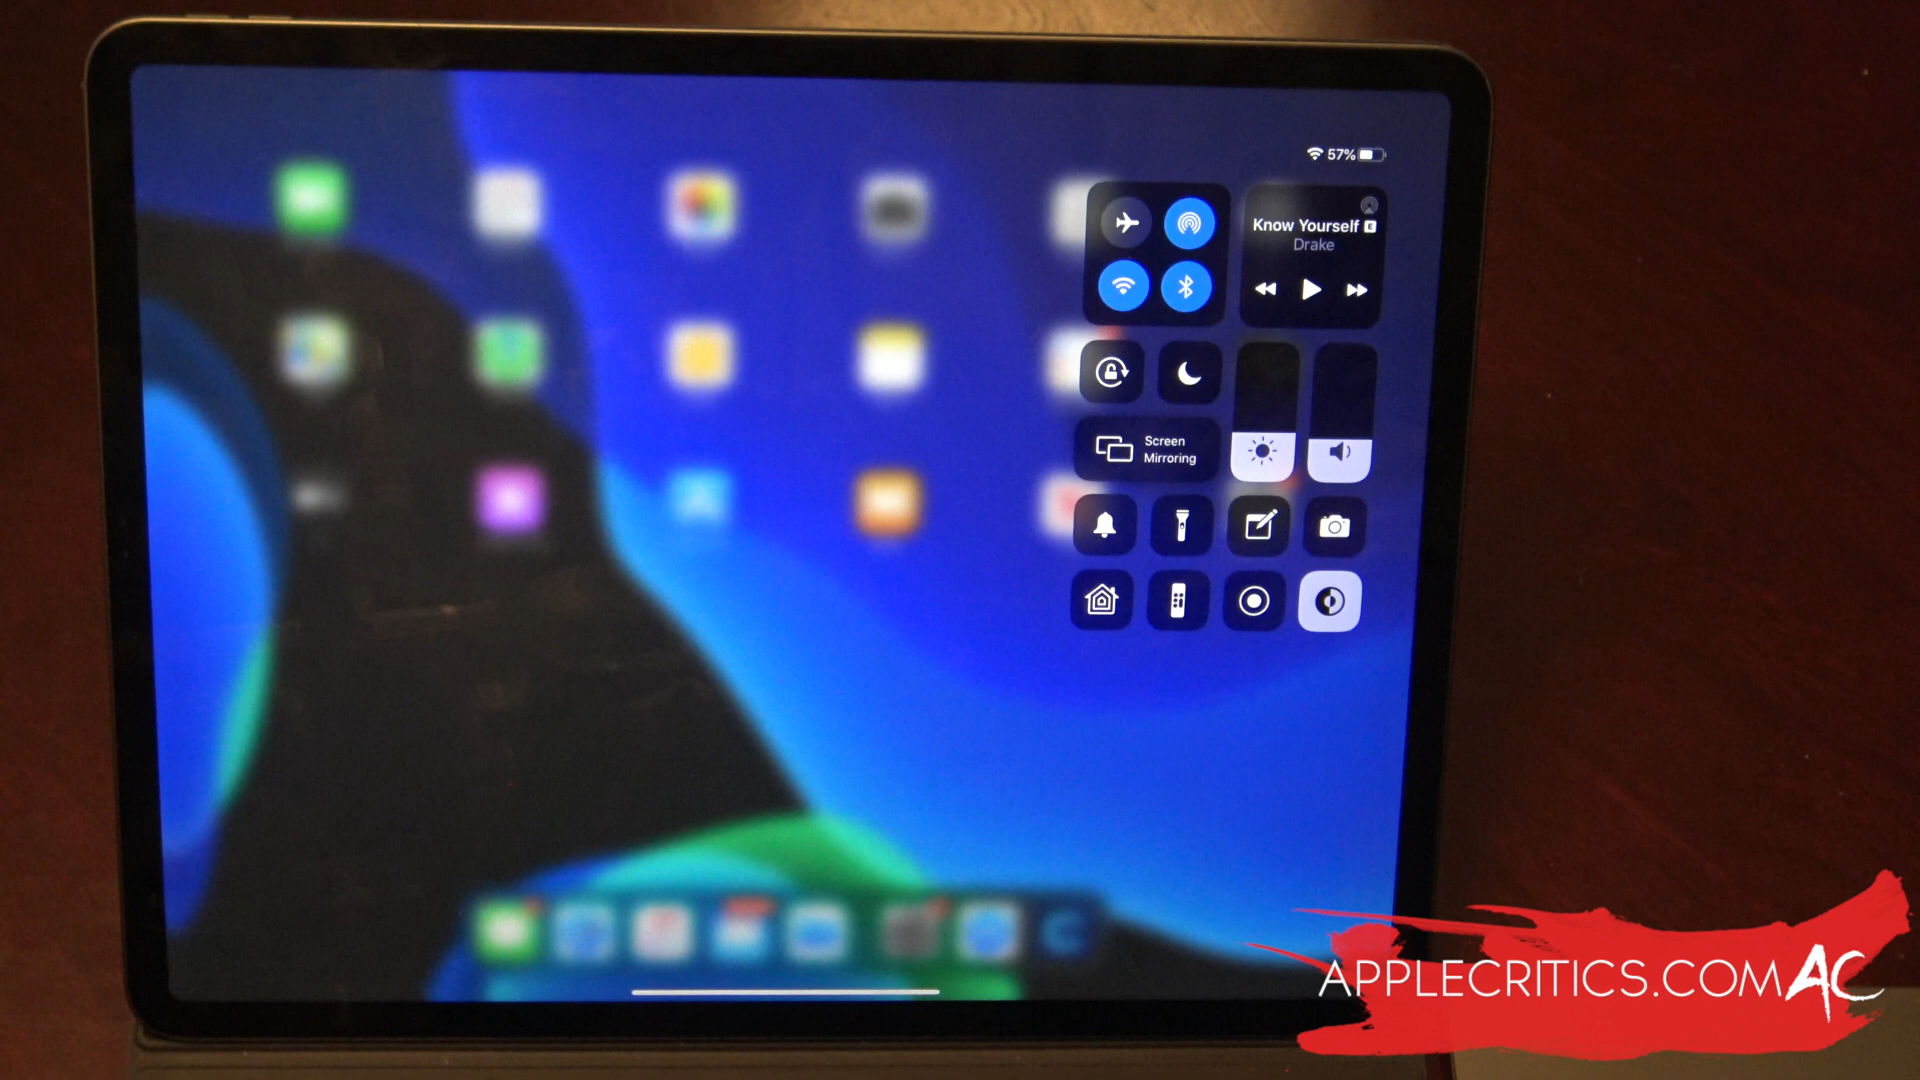 57%
Know Yourself E
Drake
Screen
Mirroring
APPLECRITICS.COM AC